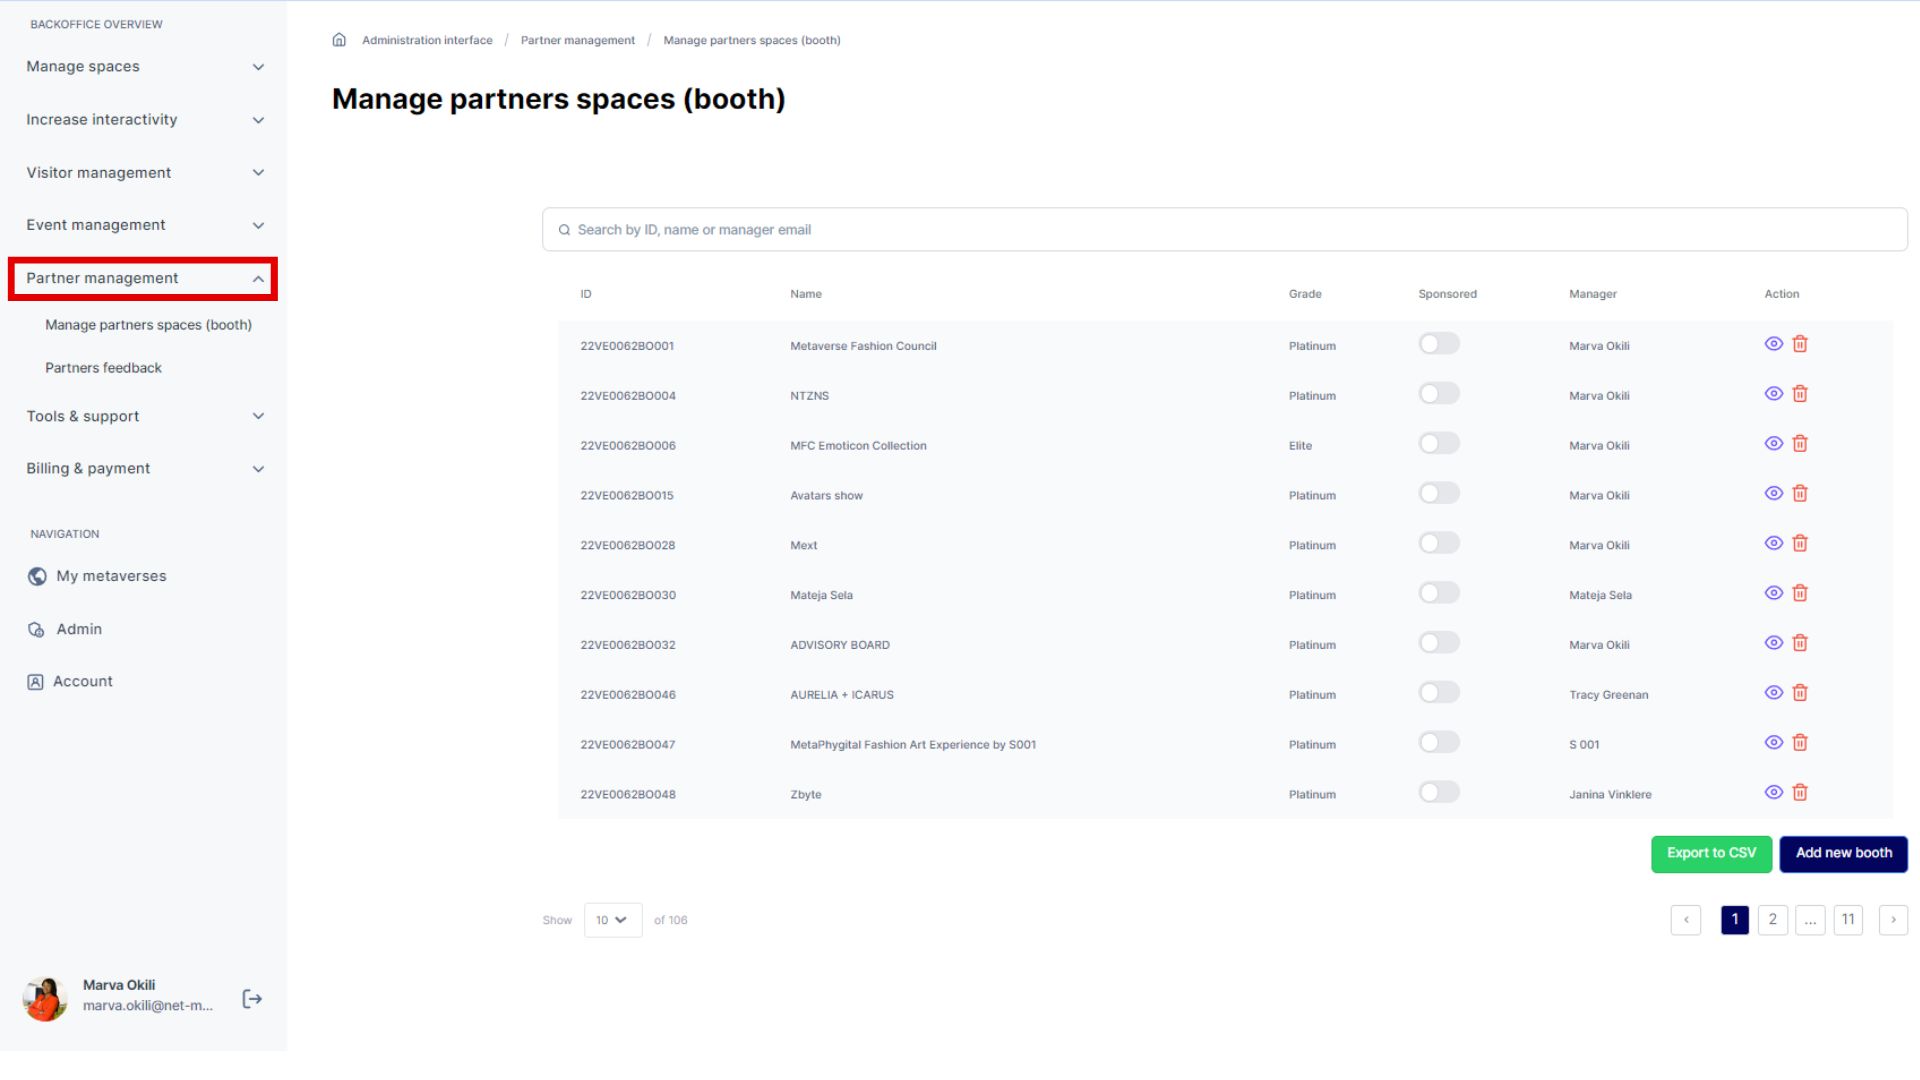 BACKOFFICE OVERVIEW
Manage spaces
Increase interactivity
Visitor management
Event management
Partner management
Manage partners spaces (booth)
Partners feedback
Tools & support
Billing & payment
NAVIGATION
My metaverses
Admin
Account
Marva Okili
marva.okili@net-m...
Administration interface / Partner management / Manage partners spaces (booth)
Manage partners spaces (booth)
Search by ID, name or manager email
ID Name Grade Sponsored Manager Action
22VE0062BO001 Metaverse Fashion Council Platinum Marva Okili
22VE0062BO004 NTZNS Platinum Marva Okili
22VE0062BO006 MFC Emoticon Collection Elite Marva Okili
22VE0062BO015 Avatars show Platinum Marva Okili
22VE0062BO028 Mext Platinum Marva Okili
22VE0062BO030 Mateja Sela Platinum Mateja Sela
22VE0062BO032 ADVISORY BOARD Platinum Marva Okili
22VE0062BO046 AURELIA + ICARUS Platinum Tracy Greenan
22VE0062BO047 MetaPhygital Fashion Art Experience by S001 Platinum S 001
22VE0062BO048 Zbyte Platinum Janina Vinklere
Export to CSV Add new booth
Show 10 of 106 ‹ 1 2 ... 11 ›